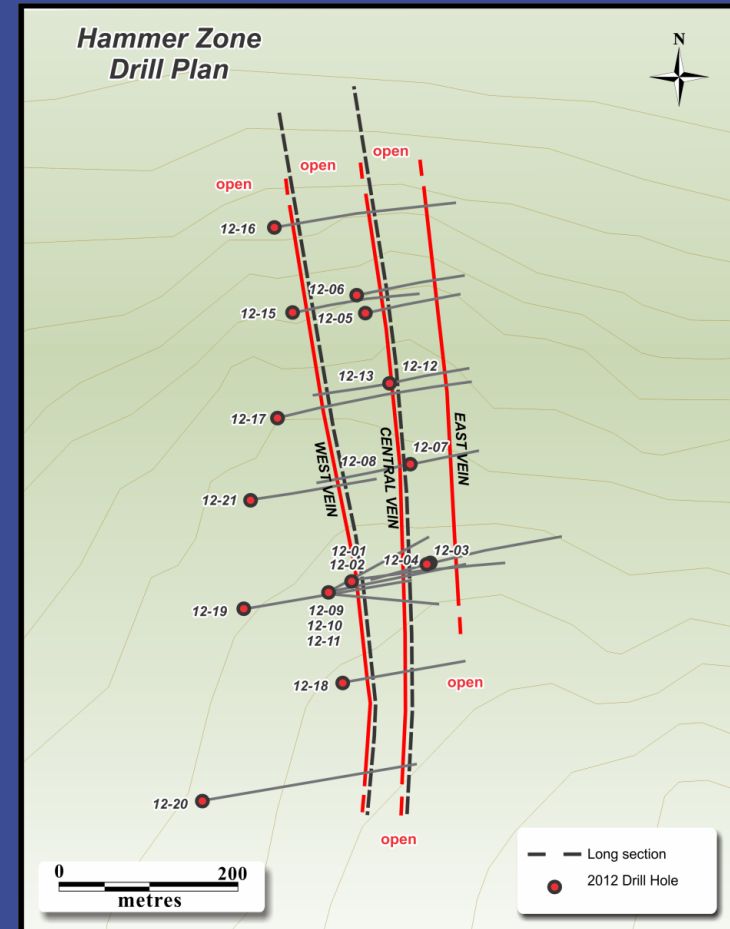 Hammer Zone
Drill Plan
N
open
open
open
12-16
12-06
12-15
12-05
12-12
12-13
12-17
EAST VEIN
CENTRAL VEIN
WEST VEIN
12-07
12-08
12-21
12-01
12-02
12-03
12-04
12-19
12-09
12-10
12-11
12-18
open
12-20
open
0 200
metres
Long section
2012 Drill Hole